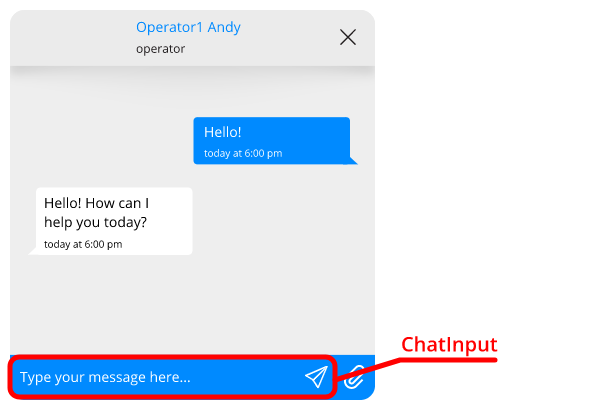 Operator1 Andy
operator
Hello!
today at 6:00 pm
Hello! How can I
help you today?
today at 6:00 pm
ChatInput
Type your message here...